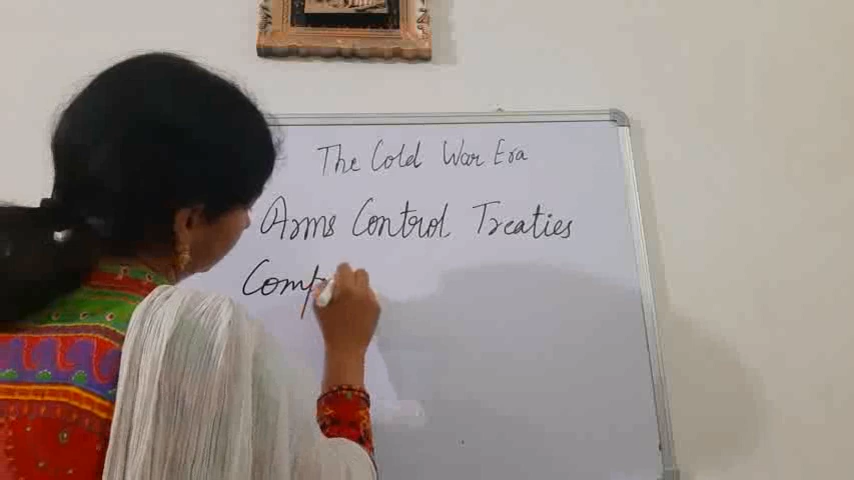 The Cold War Era
Arms Control Treaties
Comp